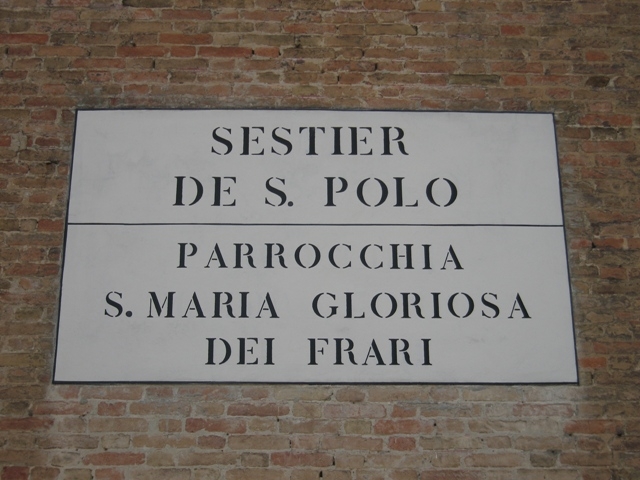 SESTIER
DE S. POLO
PARROCCHIA
S. MARIA GLORIOSA
DEI FRARI